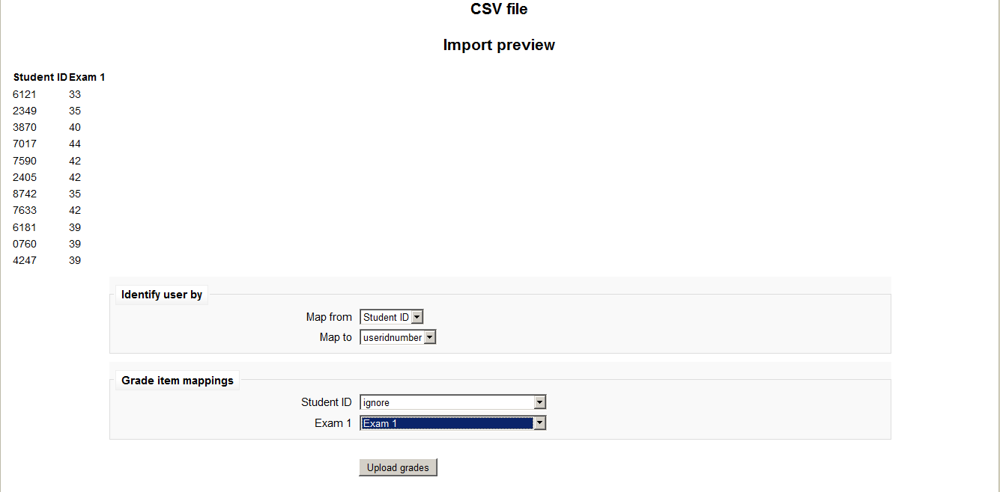 CSV file
Import preview
Student ID Exam 1
6121 33
2349 35
3870 40
7017 44
7590 42
2405 42
8742 35
7633 42
6181 39
0760 39
4247 39
Identify user by
Map from Student ID
Map to useridnumber
Grade item mappings
Student ID ignore
Exam 1 Exam 1
Upload grades